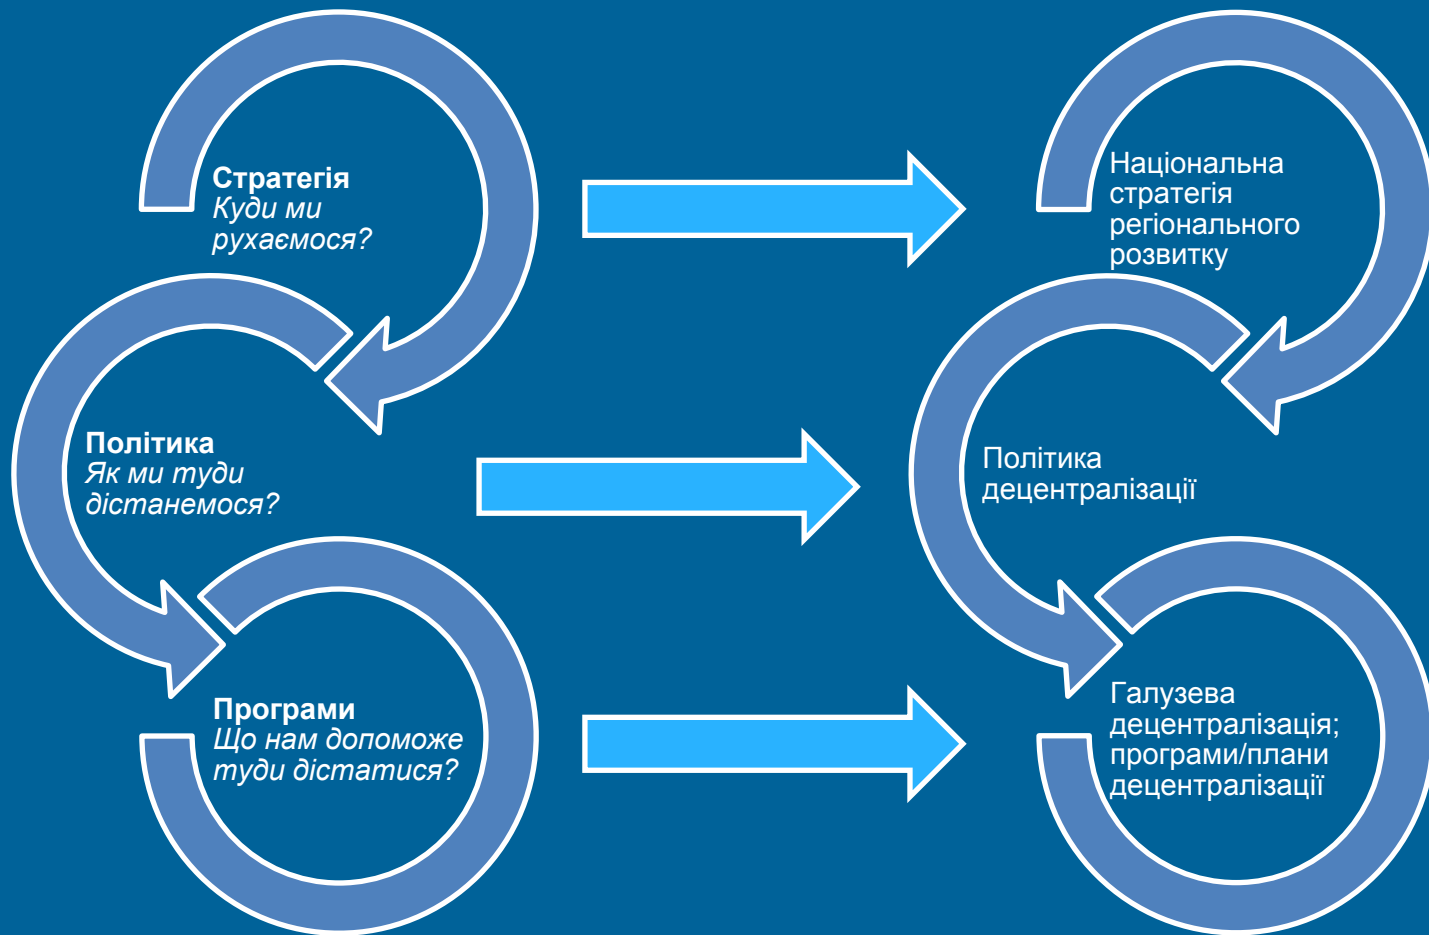 Стратегія
Куди ми
рухаємося?
Національна
стратегія
регіонального
розвитку
Політика
Як ми туди
дістанемося?
Політика
децентралізації
Програми
Що нам допоможе
туди дістатися?
Галузева
децентралізація;
програми/плани
децентралізації